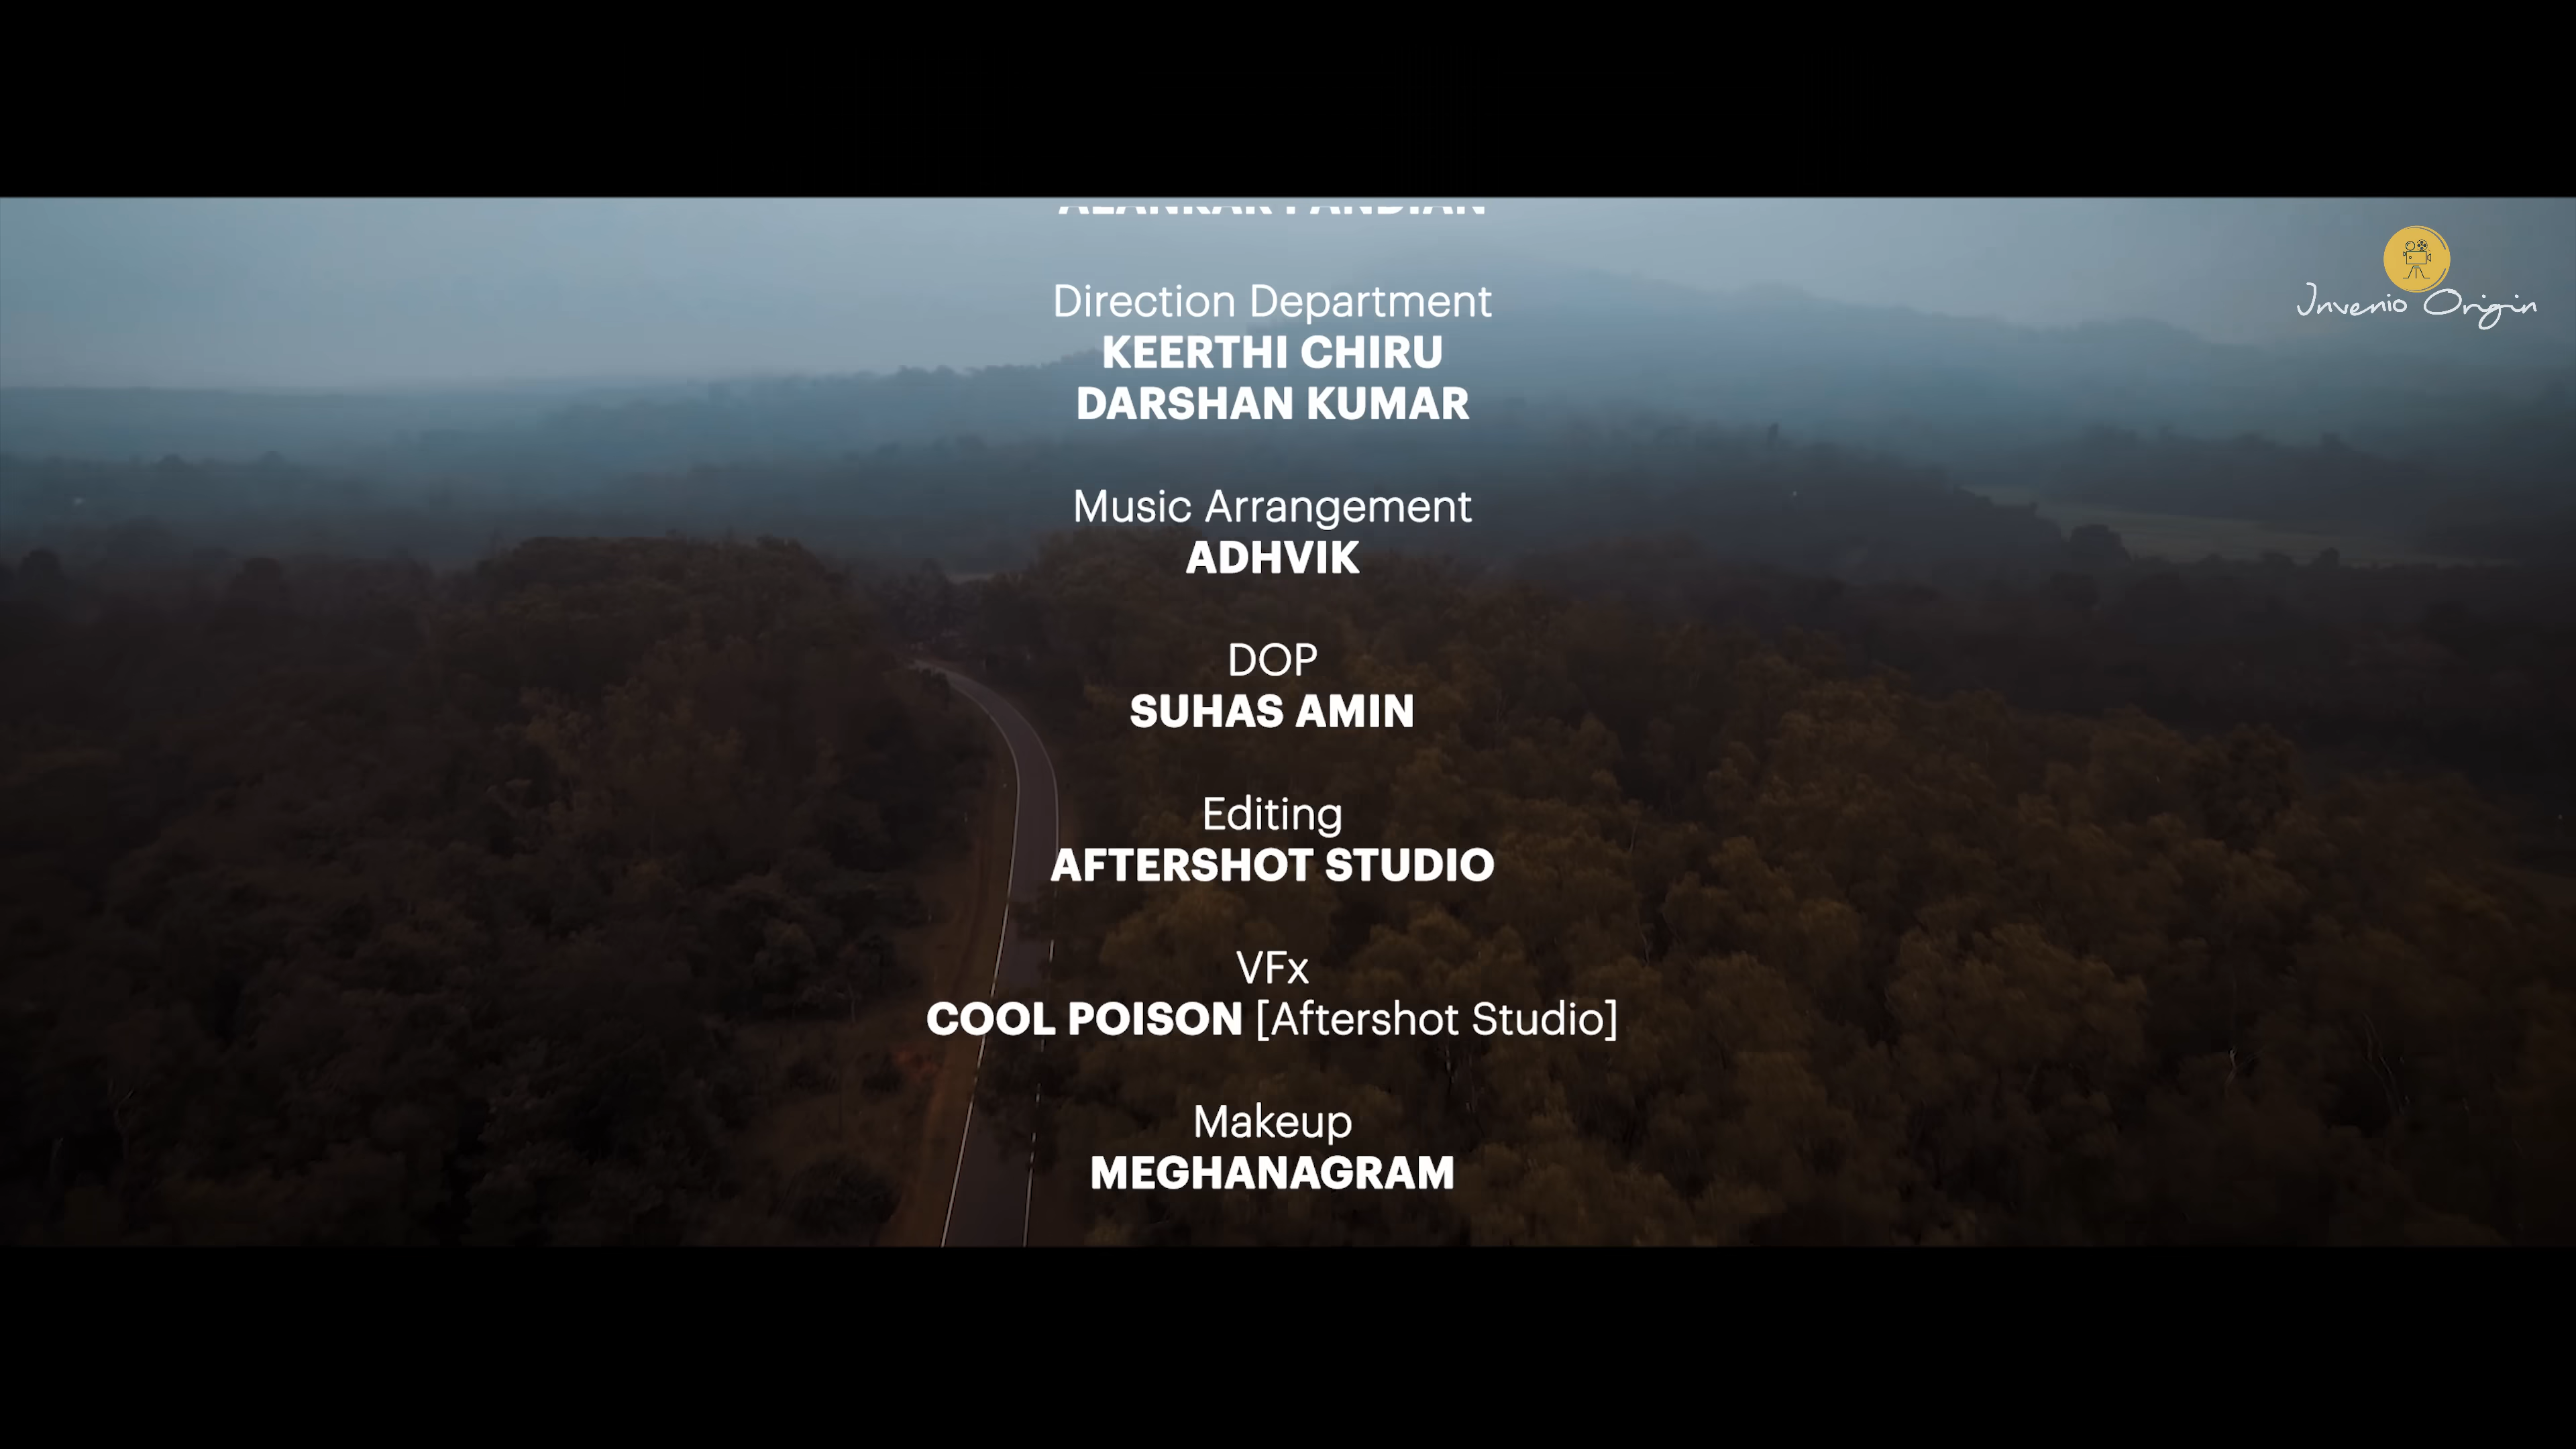 Direction Department
KEERTHI CHIRU
DARSHAN KUMAR
Music Arrangement
ADHVIK
DOP
SUHAS AMIN
Editing
AFTERSHOT STUDIO
VFx
COOL POISON [Aftershot Studio]
Makeup
MEGHANAGRAM
Invenio Origin